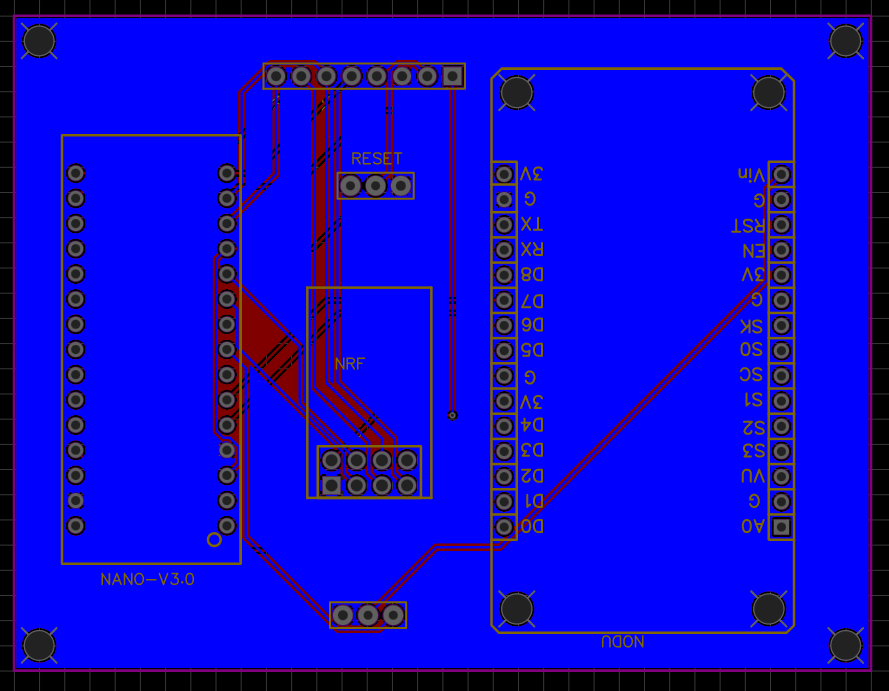 RESET
3V
G
TX
RX
D8
D7
D6
D5
G
3V
D4
D3
D2
D1
D0
Vin
G
RST
EN
3V
G
SK
S0
SC
S1
S2
S3
VU
G
A0
NRF
NANO-V3.0
NODU